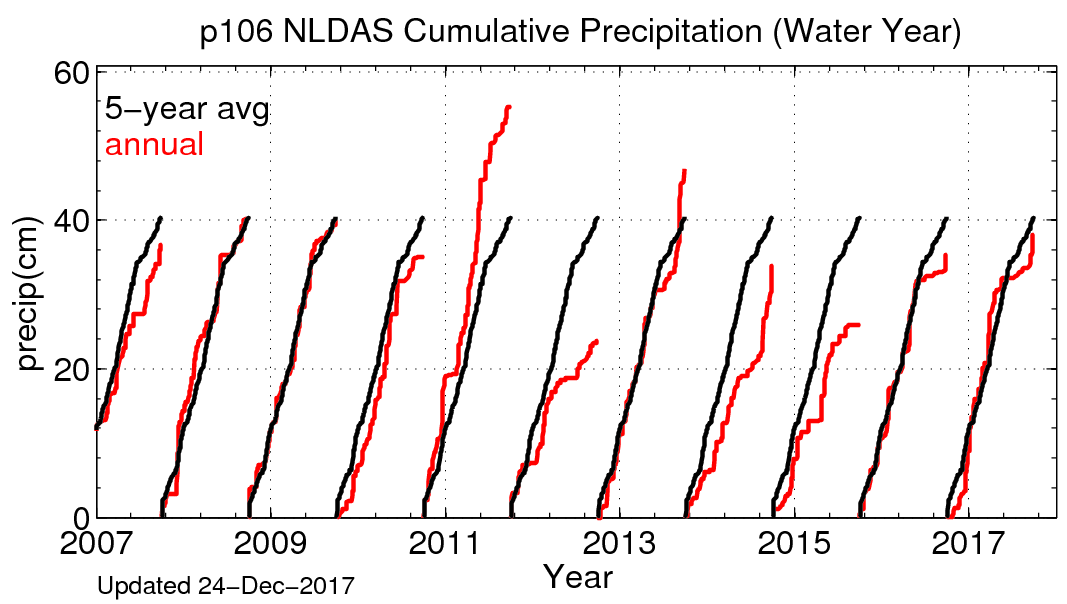 p106 NLDAS Cumulative Precipitation (Water Year)
60
5−year avg
annual
40
precip(cm)
20
0
2007 2009 2011 2013 2015 2017
Year
Updated 24−Dec−2017